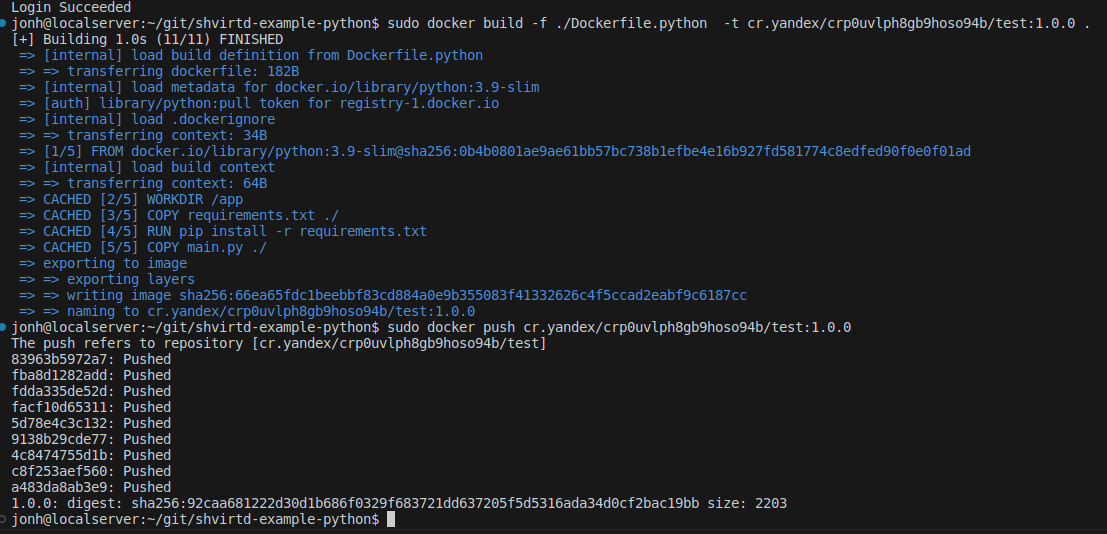 Login Succeeded
jonh@localserver:~/git/shvirtd-example-python$ sudo docker build -f ./Dockerfile.python  -t cr.yandex/crp0uvlph8gb9hoso94b/test:1.0.0 .
[+] Building 1.0s (11/11) FINISHED
 => [internal] load build definition from Dockerfile.python
 => => transferring dockerfile: 182B
 => [internal] load metadata for docker.io/library/python:3.9-slim
 => [auth] library/python:pull token for registry-1.docker.io
 => [internal] load .dockerignore
 => => transferring context: 34B
 => [1/5] FROM docker.io/library/python:3.9-slim@sha256:0b4b0801ae9ae61bb57bc738b1efbe4e16b927fd581774c8edfed90f0e0f01ad
 => [internal] load build context
 => => transferring context: 64B
 => CACHED [2/5] WORKDIR /app
 => CACHED [3/5] COPY requirements.txt ./
 => CACHED [4/5] RUN pip install -r requirements.txt
 => CACHED [5/5] COPY main.py ./
 => exporting to image
 => => exporting layers
 => => writing image sha256:66ea65fdc1beebbf83cd884a0e9b355083f41332626c4f5ccad2eabf9c6187cc
 => => naming to cr.yandex/crp0uvlph8gb9hoso94b/test:1.0.0
jonh@localserver:~/git/shvirtd-example-python$ sudo docker push cr.yandex/crp0uvlph8gb9hoso94b/test:1.0.0
The push refers to repository [cr.yandex/crp0uvlph8gb9hoso94b/test]
83963b5972a7: Pushed
fba8d1282add: Pushed
fdda335de52d: Pushed
facf10d65311: Pushed
5d78e4c3c132: Pushed
9138b29cde77: Pushed
4c8474755d1b: Pushed
c8f253aef560: Pushed
a483da8ab3e9: Pushed
1.0.0: digest: sha256:92caa681222d30d1b686f0329f683721dd637205f5d5316ada34d0cf2bac19bb size: 2203
jonh@localserver:~/git/shvirtd-example-python$